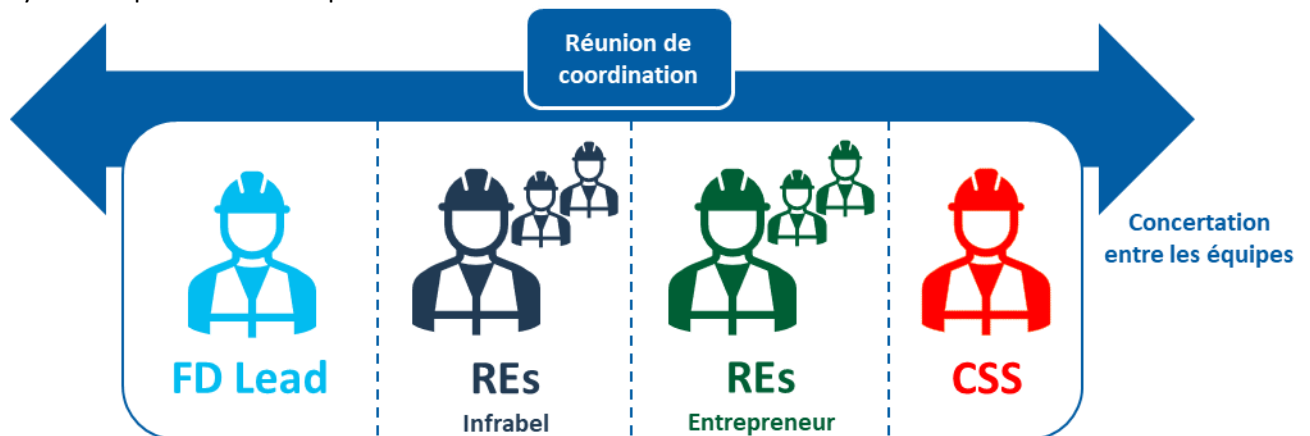 Réunion de
coordination
Concertation
entre les équipes
FD Lead
REs
Infrabel
REs
Entrepreneur
CSS